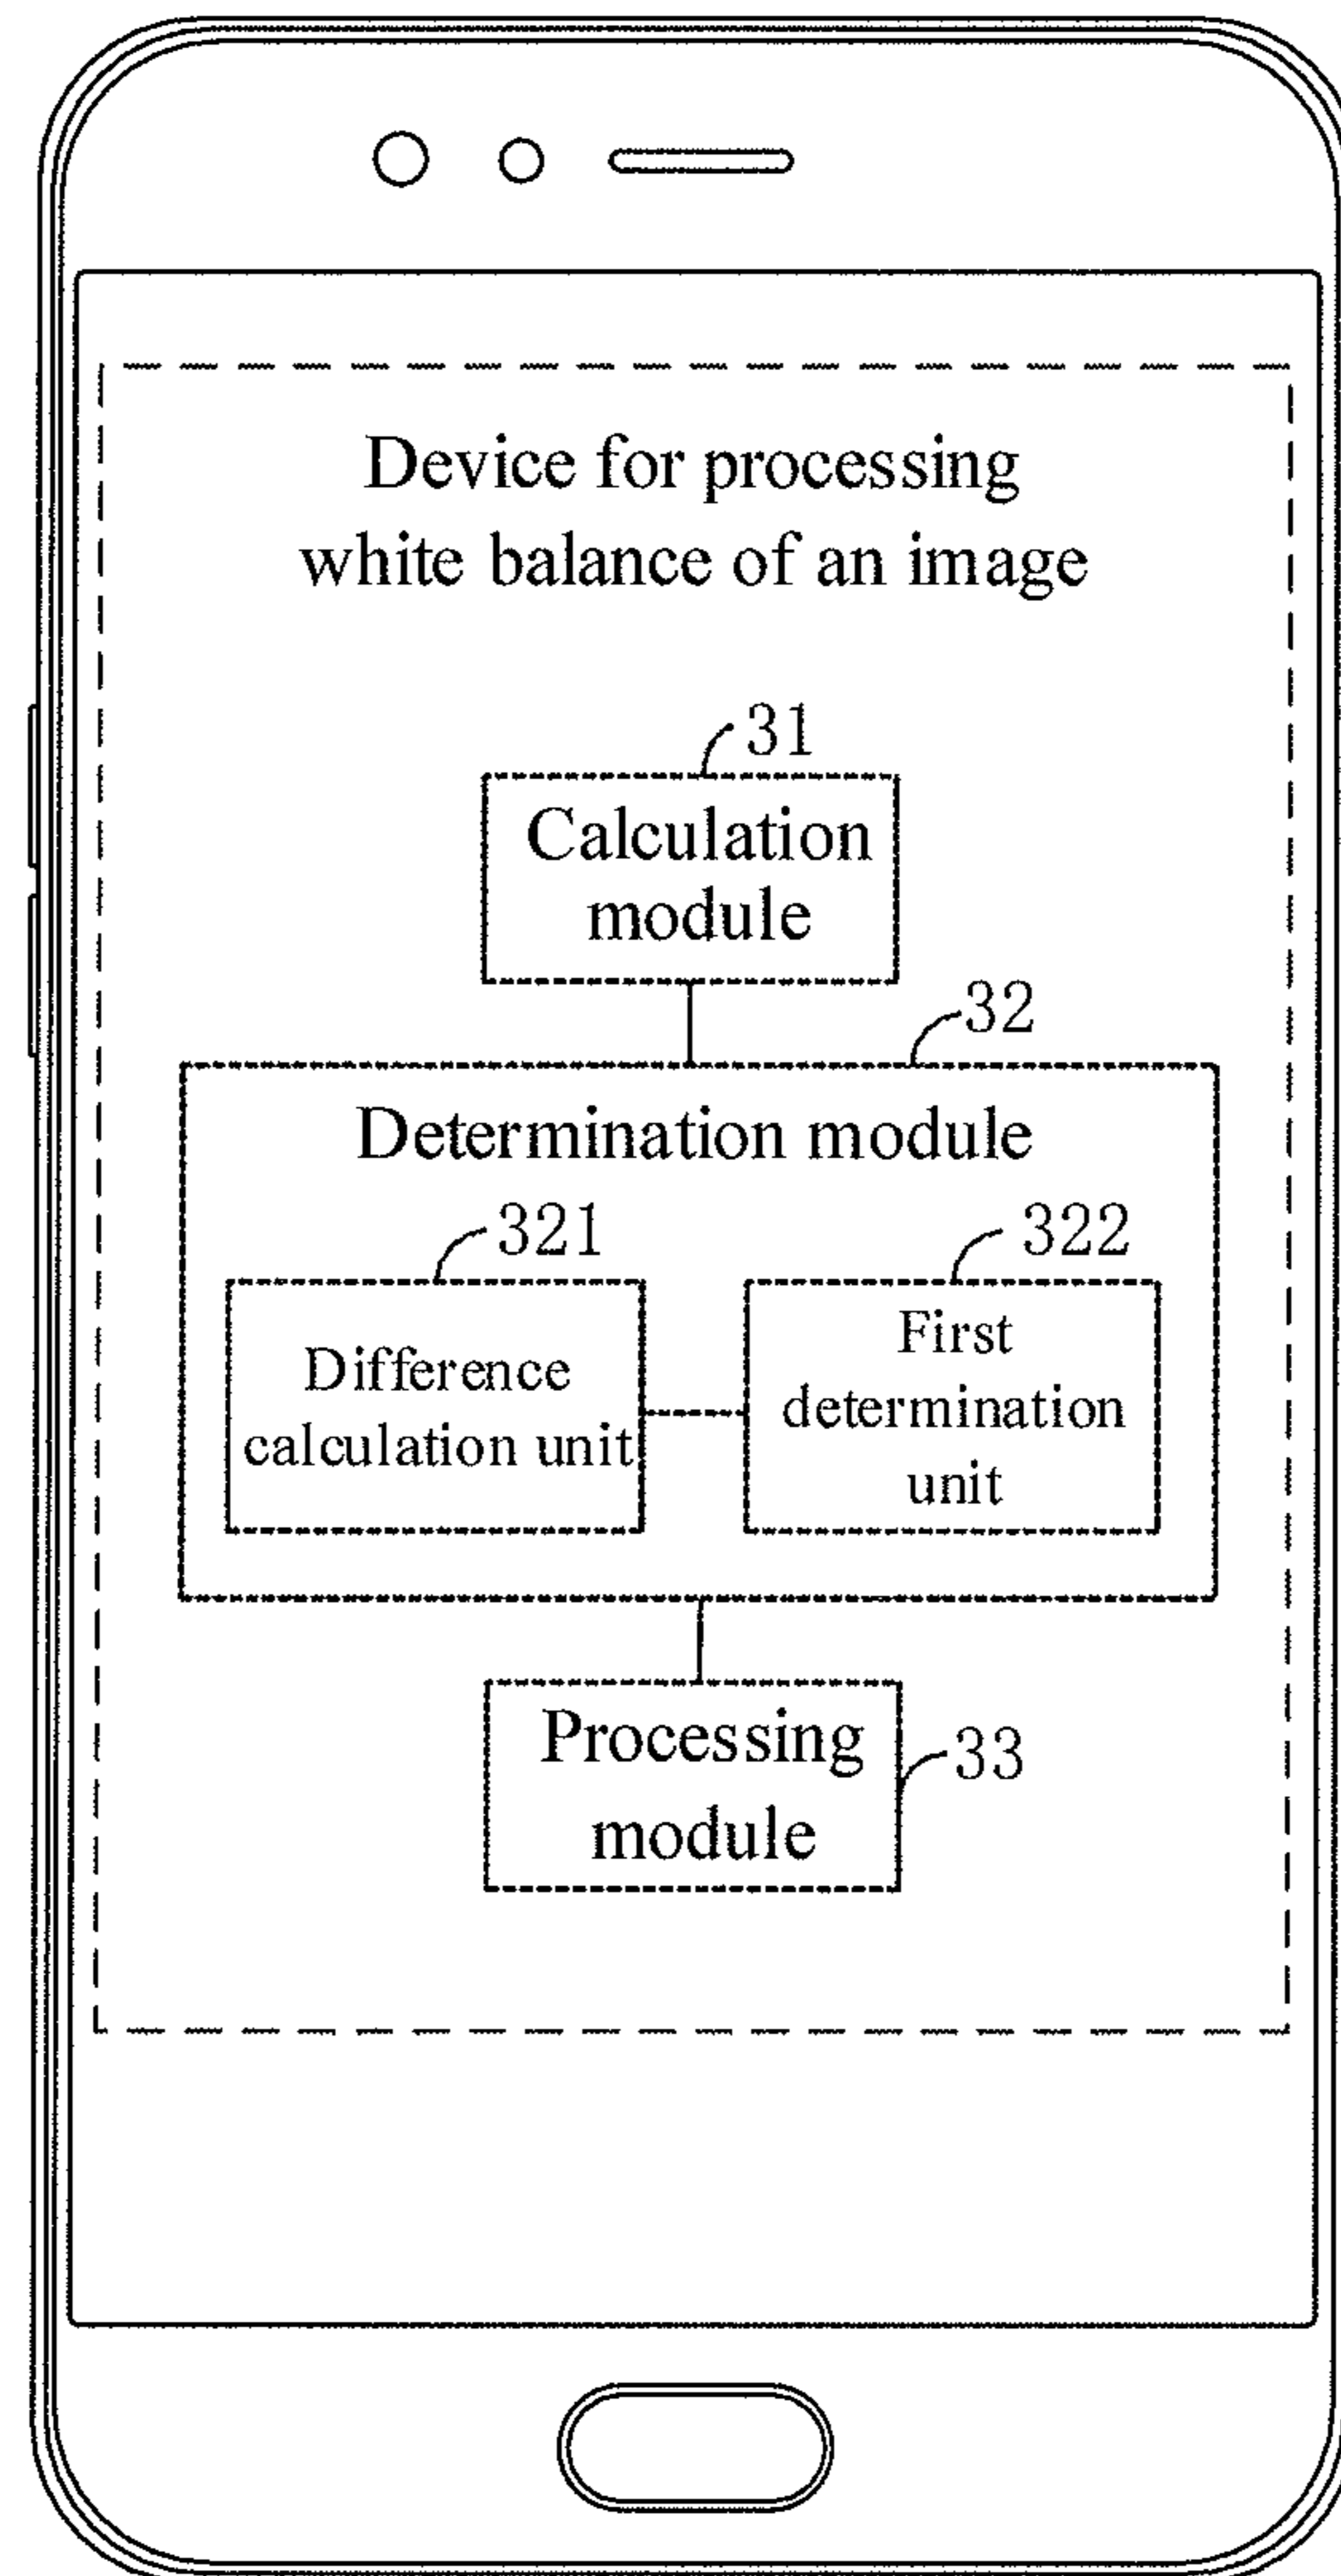 Device for processing
white balance of an image
31
Calculation
module
32
Determination module
321
Difference
calculation unit
322
First
determination
unit
Processing
module
33